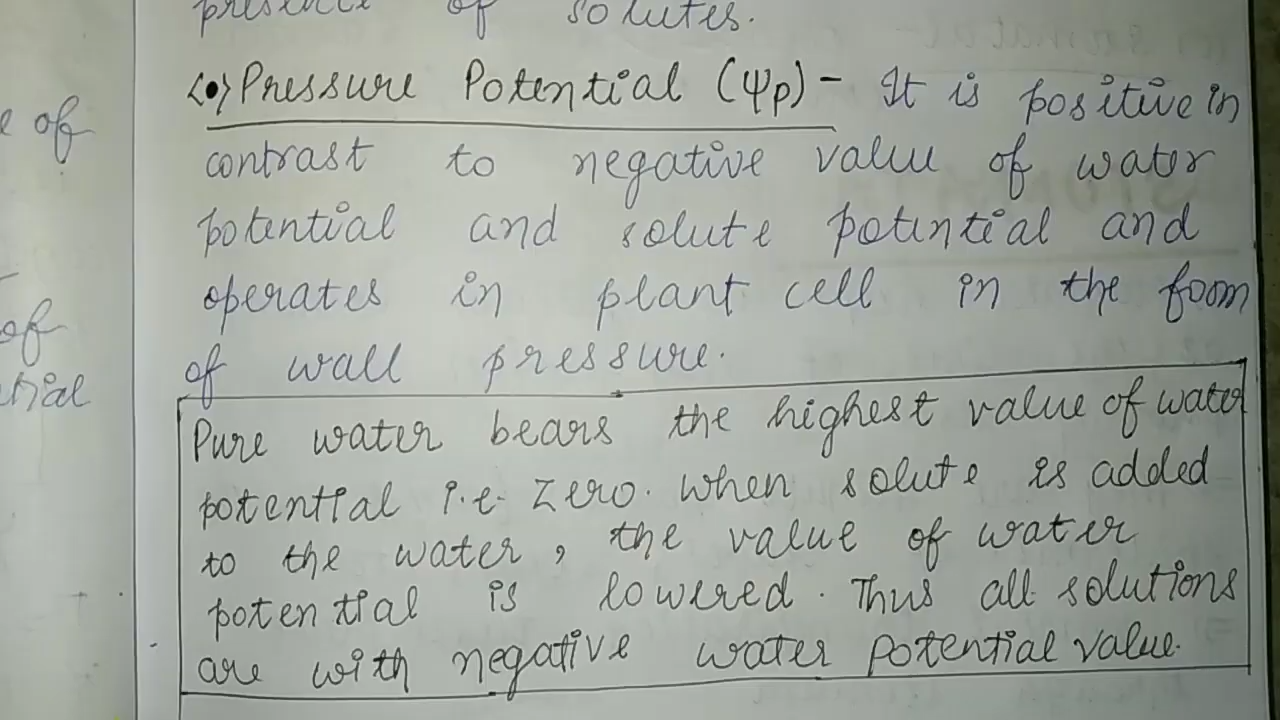 presence of solutes.
<•> Pressure Potential (Ψp) - It is positive in
contrast to negative value of water
potential and solute potential and
operates in plant cell in the form
of wall pressure.
Pure water bears the highest value of water
potential i.e. zero. when solute is added
to the water, the value of water
potential is lowered. Thus all solutions
are with negative water potential value.
of
of